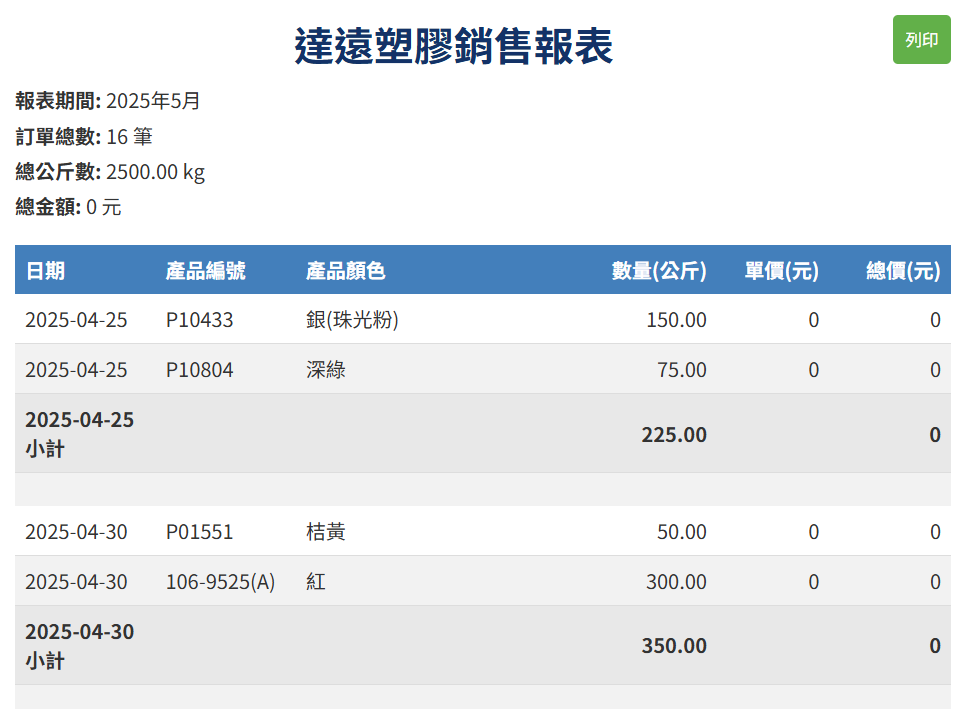 達遠塑膠銷售報表
列印
報表期間: 2025年5月
訂單總數: 16 筆
總公斤數: 2500.00 kg
總金額: 0 元
日期 產品編號 產品顏色 數量(公斤) 單價(元) 總價(元)
2025-04-25 P10433 銀(珠光粉) 150.00 0 0
2025-04-25 P10804 深綠 75.00 0 0
2025-04-25
小計 225.00 0
2025-04-30 P01551 桔黃 50.00 0 0
2025-04-30 106-9525(A) 紅 300.00 0 0
2025-04-30
小計 350.00 0